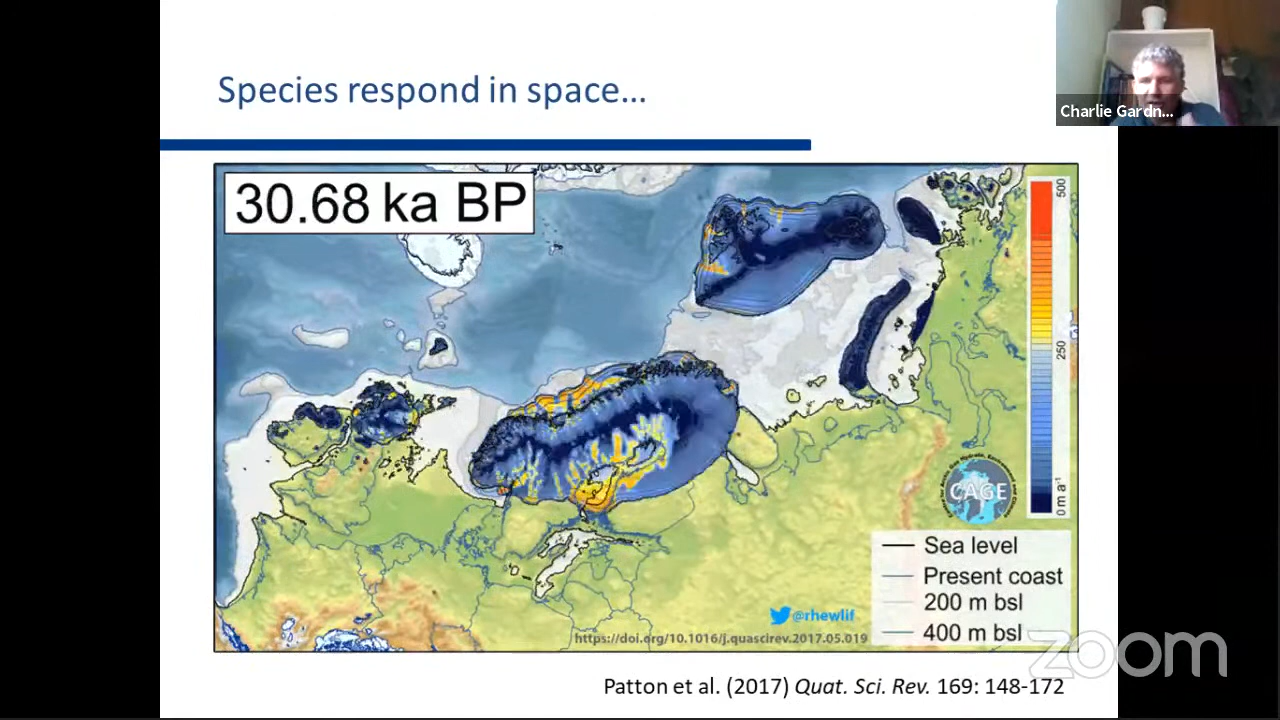 Species respond in space...
Charlie Gardn...
30.68 ka BP
500
250
0 m a⁻¹
CAGE
Sea level
Present coast
200 m bsl
400 m bsl
@rhewlif
https://doi.org/10.1016/j.quascirev.2017.05.019
zoom
Patton et al. (2017) Quat. Sci. Rev. 169: 148-172